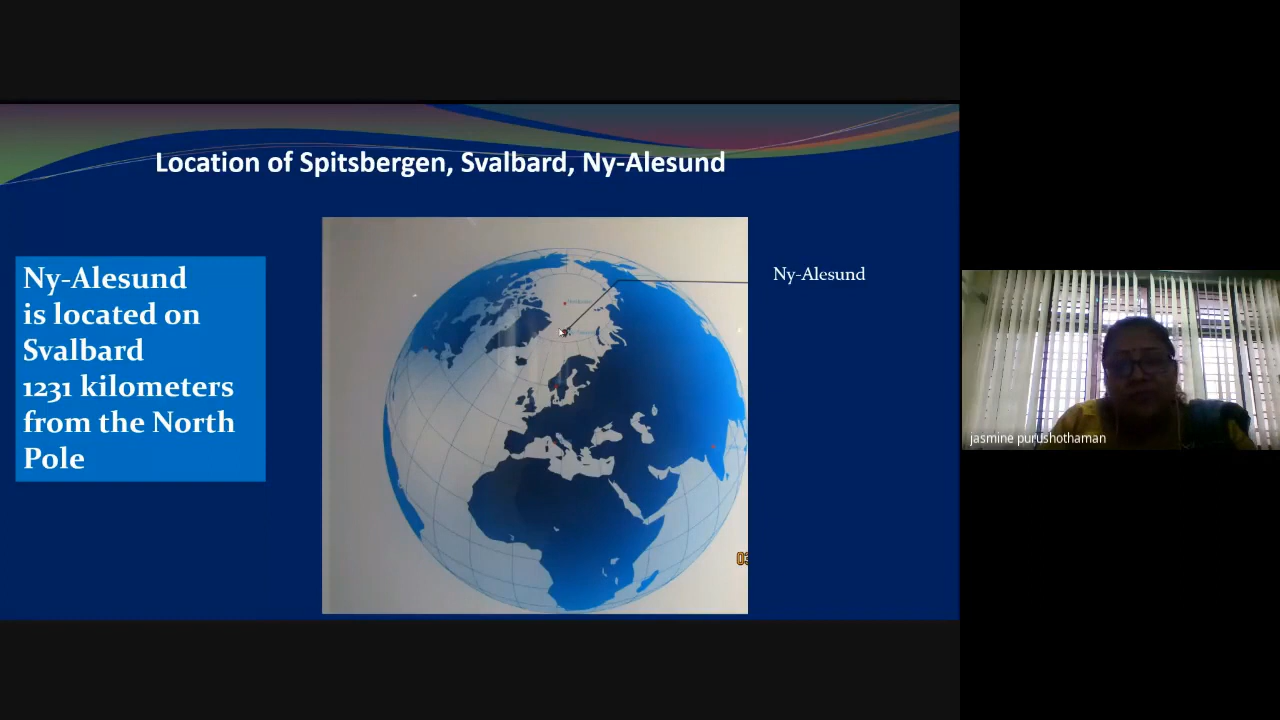 Location of Spitsbergen, Svalbard, Ny-Alesund
Ny-Alesund
is located on
Svalbard
1231 kilometers
from the North
Pole
Ny-Alesund
03
jasmine purushothaman